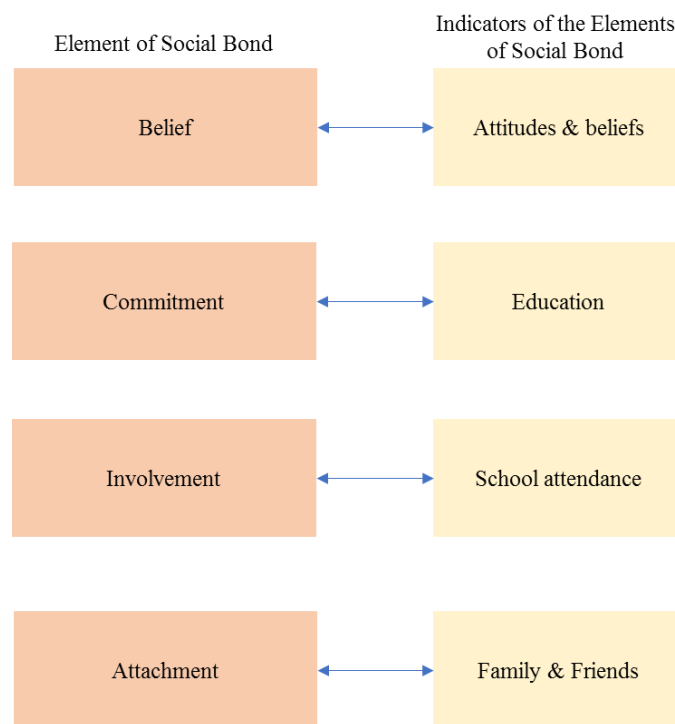 Element of Social Bond
Indicators of the Elements
of Social Bond
Belief
Attitudes & beliefs
Commitment
Education
Involvement
School attendance
Attachment
Family & Friends